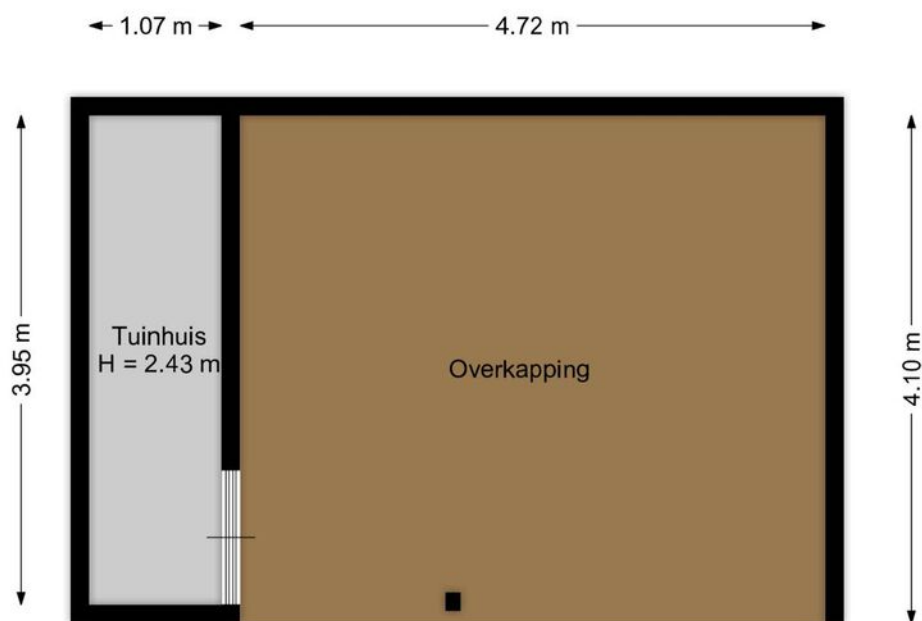 1.07 m
4.72 m
3.95 m
Tuinhuis
H = 2.43 m
Overkapping
4.10 m